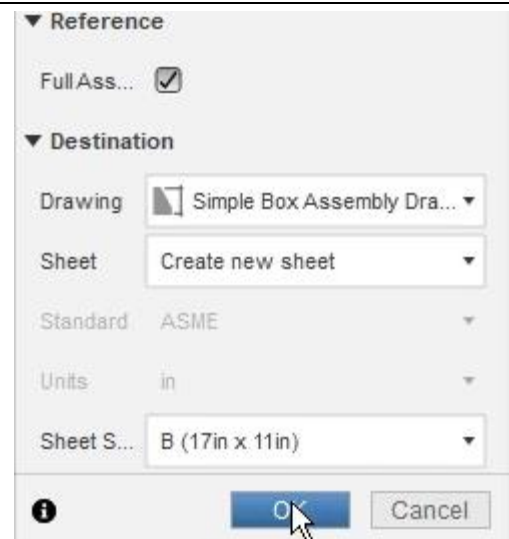 Reference
Full Ass... 
Destination
Drawing Simple Box Assembly Dra...
Sheet Create new sheet
Standard ASME
Units in
Sheet S... B (17in x 11in)
OK Cancel